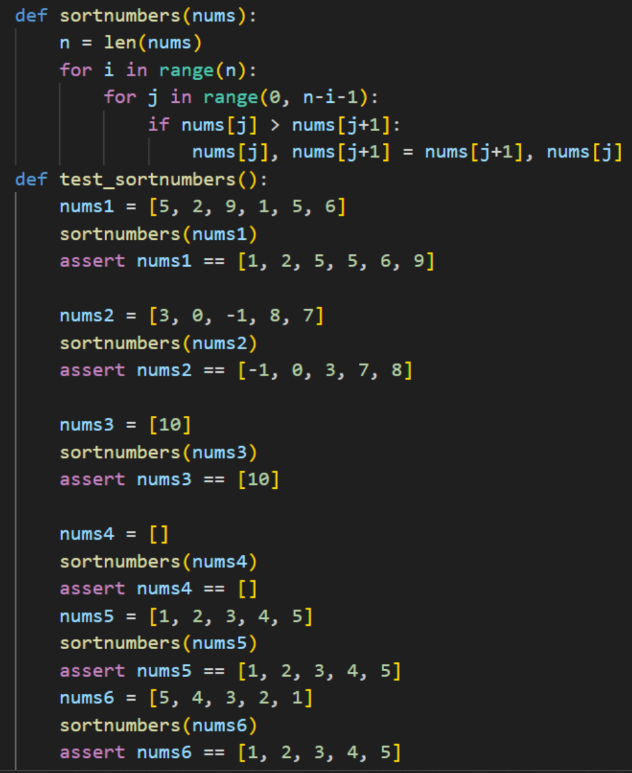 def sortnumbers(nums):
    n = len(nums)
    for i in range(n):
        for j in range(0, n-i-1):
            if nums[j] > nums[j+1]:
                nums[j], nums[j+1] = nums[j+1], nums[j]
def test_sortnumbers():
    nums1 = [5, 2, 9, 1, 5, 6]
    sortnumbers(nums1)
    assert nums1 == [1, 2, 5, 5, 6, 9]

    nums2 = [3, 0, -1, 8, 7]
    sortnumbers(nums2)
    assert nums2 == [-1, 0, 3, 7, 8]

    nums3 = [10]
    sortnumbers(nums3)
    assert nums3 == [10]

    nums4 = []
    sortnumbers(nums4)
    assert nums4 == []
    nums5 = [1, 2, 3, 4, 5]
    sortnumbers(nums5)
    assert nums5 == [1, 2, 3, 4, 5]
    nums6 = [5, 4, 3, 2, 1]
    sortnumbers(nums6)
    assert nums6 == [1, 2, 3, 4, 5]